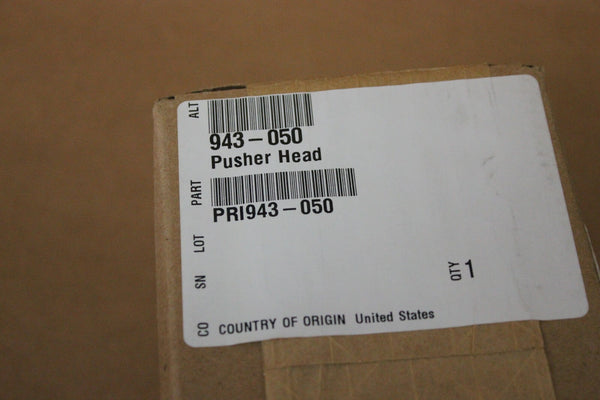 ALT
943-050
Pusher Head
PART
PRI943-050
LOT
SN
QTY 1
CO COUNTRY OF ORIGIN United States